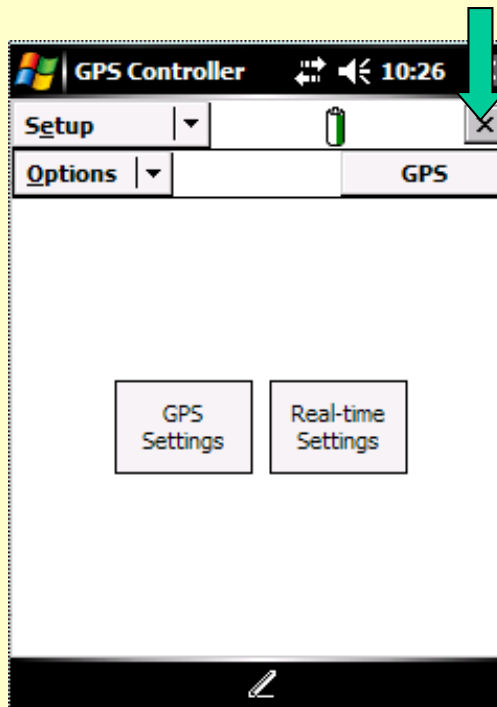 GPS Controller 10:26
Setup
Options GPS
GPS Real-time
Settings Settings